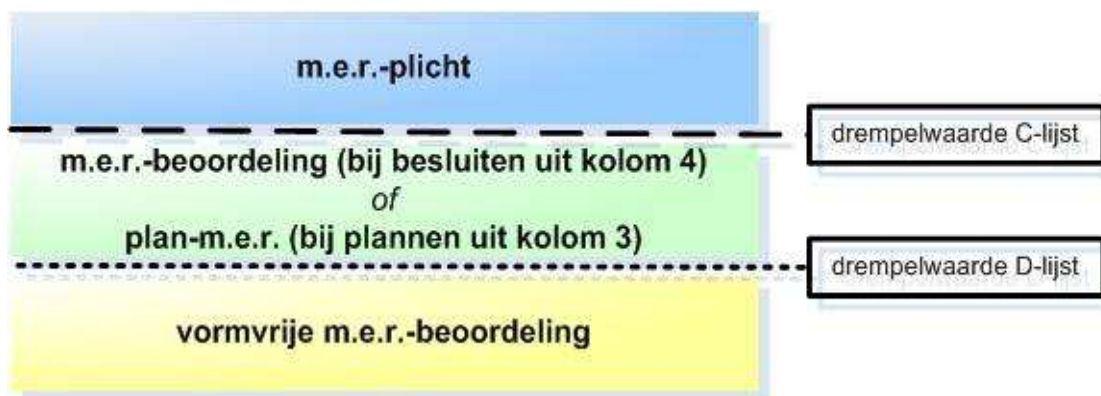 m.e.r.-plicht
drempelwaarde C-lijst
m.e.r.-beoordeling (bij besluiten uit kolom 4)
of
plan-m.e.r. (bij plannen uit kolom 3)
drempelwaarde D-lijst
vormvrije m.e.r.-beoordeling